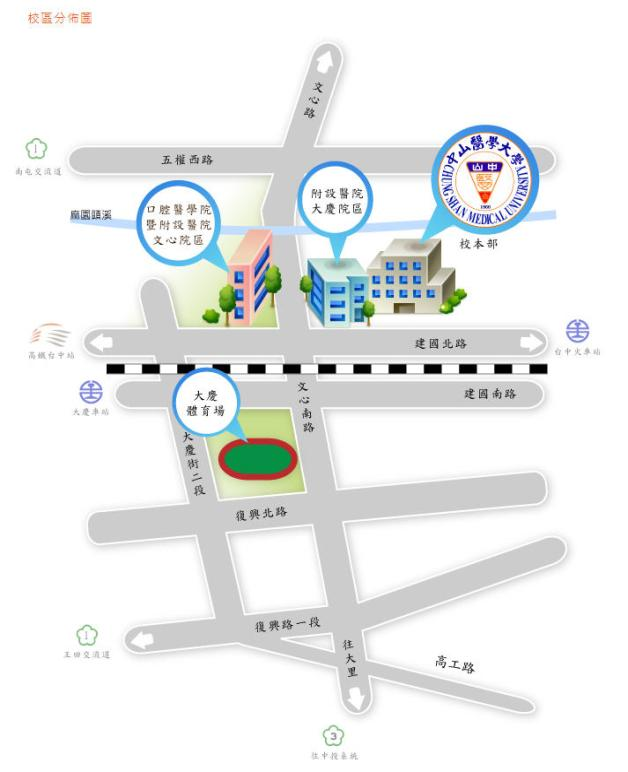 校區分佈圖
文心路
1
五權西路
南屯交流道
中山醫學大學
CHUNG SHAN MEDICAL UNIVERSITY
1960
校本部
附設醫院
大慶院區
口腔醫學院
暨附設醫院
文心院區
建國北路
高鐵台中站
台中火車站
建國南路
大慶車站
文心南路
大慶
體育場
大慶街二段
復興北路
復興路一段
1
王田交流道
往大里
高工路
3
往中投系統